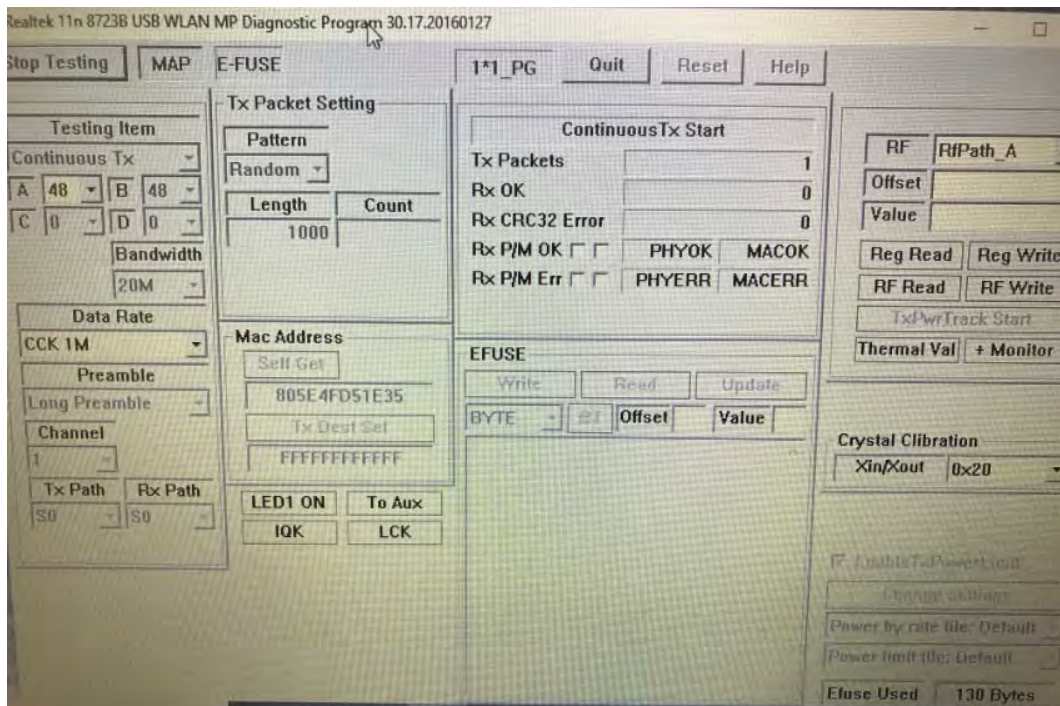 Realtek 11n 8723B USB WLAN MP Diagnostic Program 30.17.20160127
Stop Testing MAP E-FUSE 1*1_PG Quit Reset Help
Testing Item
Continuous Tx
A 48 B 48
C 0 D 0
Bandwidth
20M
Data Rate
CCK 1M
Preamble
Long Preamble
Channel
1
Tx Path Rx Path
S0 S0
Tx Packet Setting
Pattern
Random
Length Count
1000
Mac Address
Self Get
805E4FD51E35
Tx Dest Set
FFFFFFFFFFFF
LED1 ON To Aux
IQK LCK
ContinuousTx Start
Tx Packets 1
Rx OK 0
Rx CRC32 Error 0
Rx P/M OK PHYOK MACOK
Rx P/M Err PHYERR MACERR
EFUSE
Write Read Update
BYTE Offset Value
RF RfPath_A
Offset
Value
Reg Read Reg Write
RF Read RF Write
TxPwrTrack Start
Thermal Val + Monitor
Crystal Clibration
Xin/Xout 0x20
EnableTxPowerLimit
Power by rate file: Default
Power limit file: Default
Efuse Used 130 Bytes